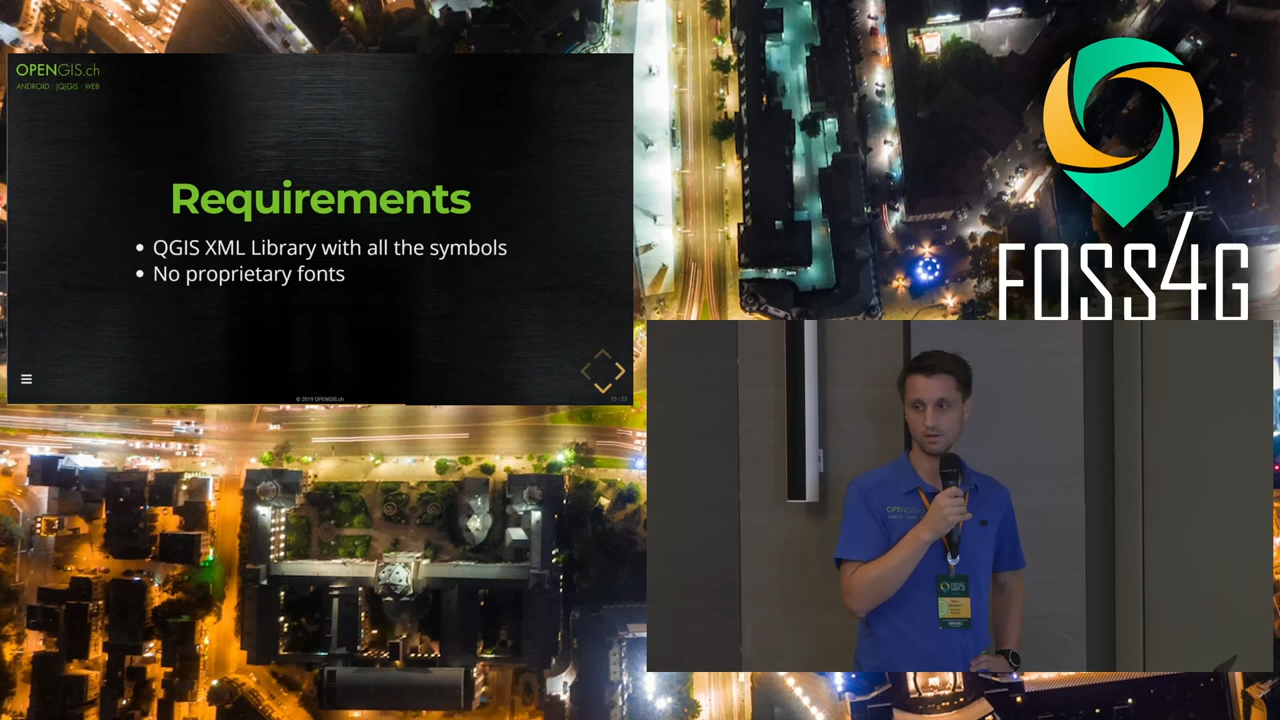 OPENGIS.ch
ANDROID · [Q]GIS · WEB
Requirements
• QGIS XML Library with all the symbols
• No proprietary fonts
© 2019 OPENGIS.ch
FOSS4G